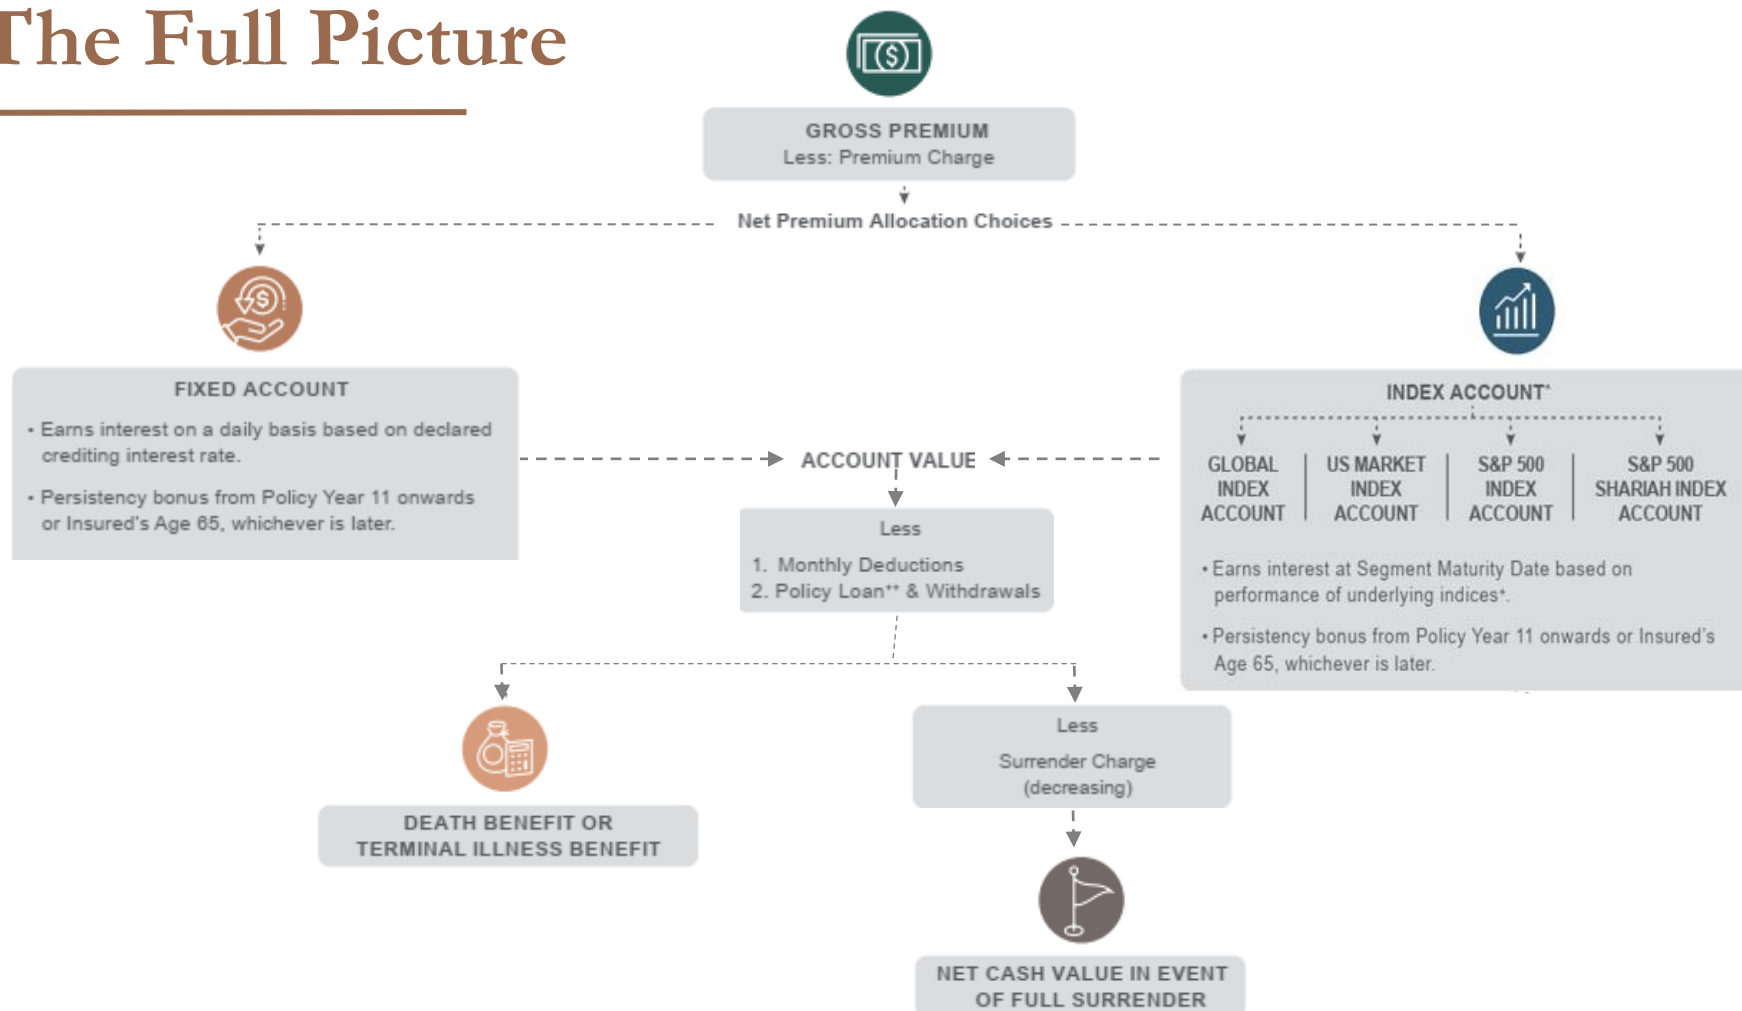 The Full Picture
GROSS PREMIUM
Less: Premium Charge
Net Premium Allocation Choices
FIXED ACCOUNT
• Earns interest on a daily basis based on declared
crediting interest rate.
• Persistency bonus from Policy Year 11 onwards
or Insured's Age 65, whichever is later.
ACCOUNT VALUE
Less
1. Monthly Deductions
2. Policy Loan** & Withdrawals
INDEX ACCOUNT*
GLOBAL
INDEX
ACCOUNT
US MARKET
INDEX
ACCOUNT
S&P 500
INDEX
ACCOUNT
S&P 500
SHARIAH INDEX
ACCOUNT
• Earns interest at Segment Maturity Date based on
performance of underlying indices⁺.
• Persistency bonus from Policy Year 11 onwards or Insured's
Age 65, whichever is later.
DEATH BENEFIT OR
TERMINAL ILLNESS BENEFIT
Less
Surrender Charge
(decreasing)
NET CASH VALUE IN EVENT
OF FULL SURRENDER